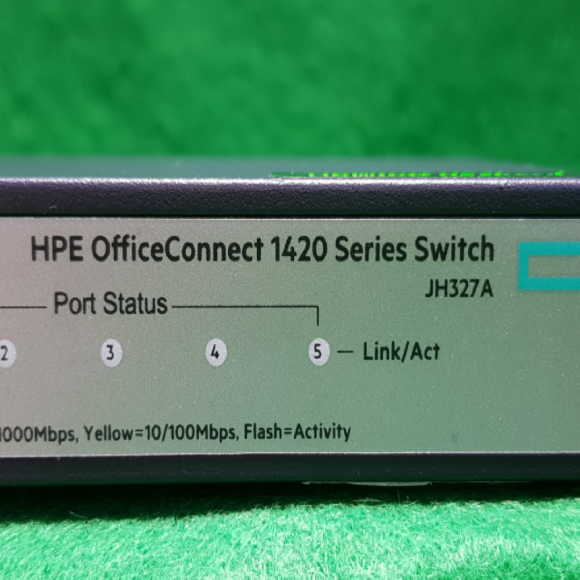 HPE OfficeConnect 1420 Series Switch
JH327A
Port Status
2 3 4 5 – Link/Act
1000Mbps, Yellow=10/100Mbps, Flash=Activity